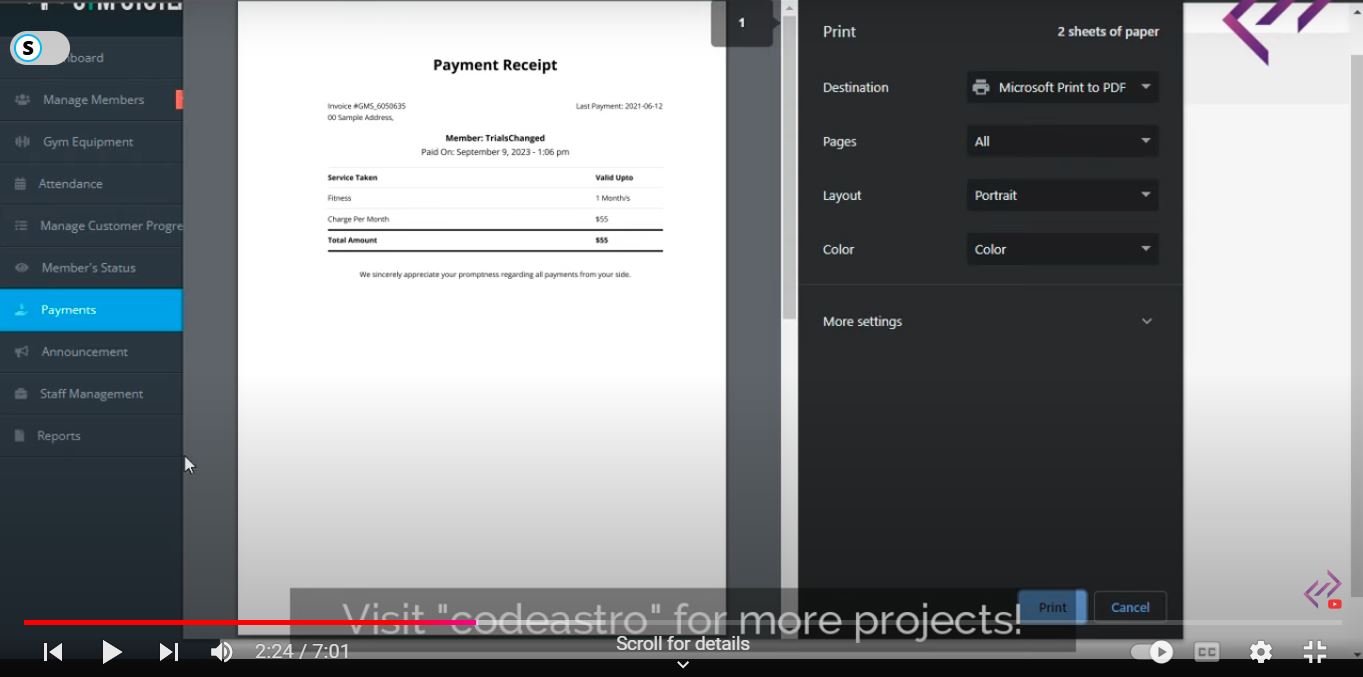 GYM SYSTEM
S
board
Manage Members
Gym Equipment
Attendance
Manage Customer Progre
Member's Status
Payments
Announcement
Staff Management
Reports
1
Payment Receipt
Invoice #GMS_6050635
Last Payment: 2021-06-12
00 Sample Address,
Member: TrialsChanged
Paid On: September 9, 2023 - 1:06 pm
Service Taken Valid Upto
Fitness 1 Month/s
Charge Per Month $55
Total Amount $55
We sincerely appreciate your promptness regarding all payments from your side.
Print 2 sheets of paper
Destination Microsoft Print to PDF
Pages All
Layout Portrait
Color Color
More settings
Print Cancel
Visit "codeastro" for more projects!
Scroll for details
2:24 / 7:01
CC